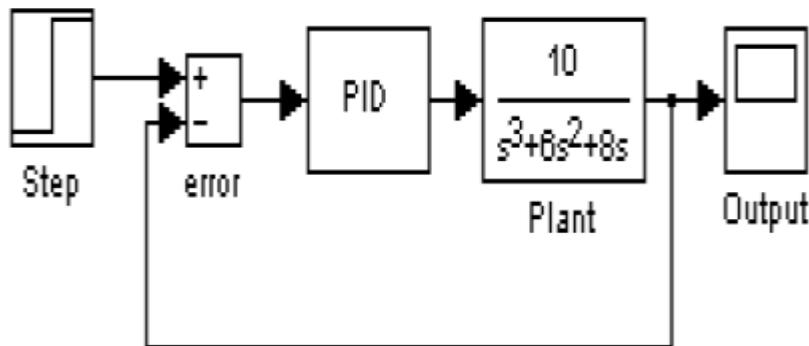 +
−
PID
10
s³+6s²+8s
Step
error
Plant
Output